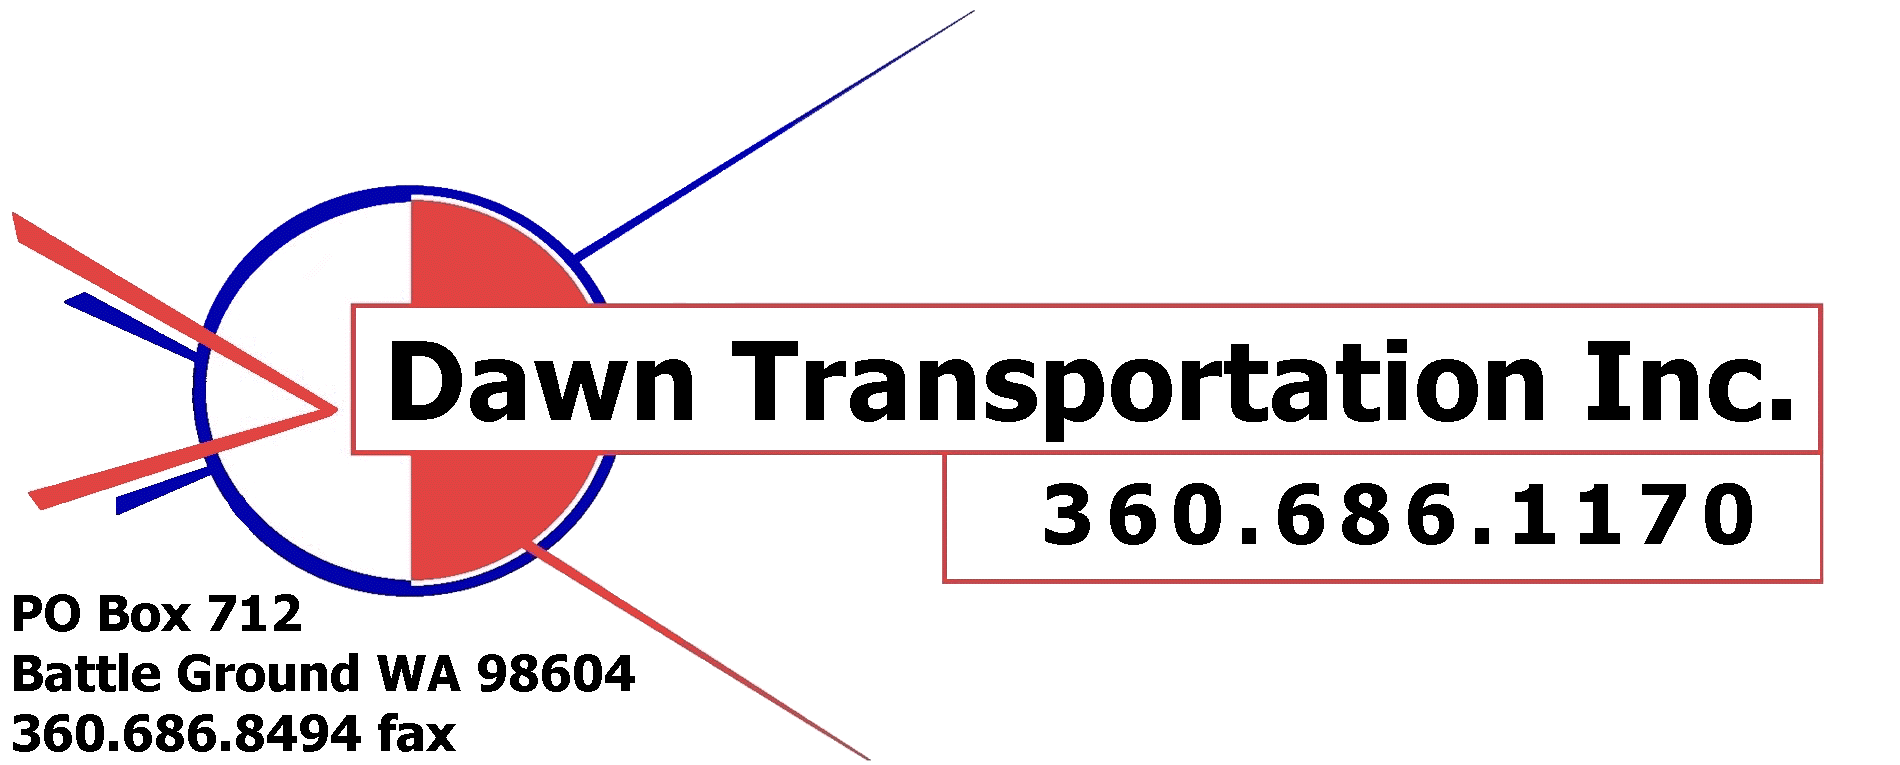 Dawn Transportation Inc.
360.686.1170
PO Box 712
Battle Ground WA 98604
360.686.8494 fax